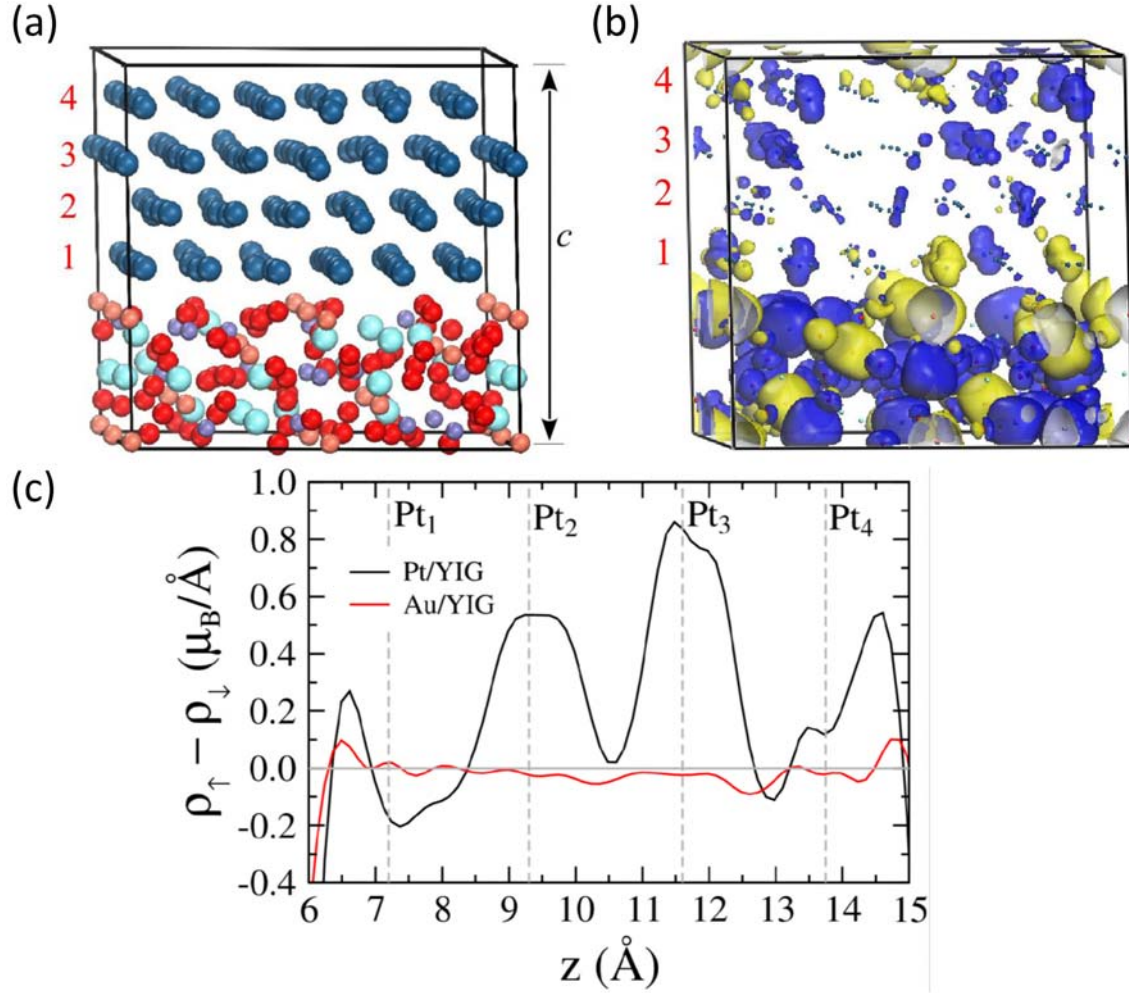 (a)
4
3
2
1
c
(b)
4
3
2
1
(c)
ρ↑ − ρ↓ (μB/Å)
1.0
0.8
0.6
0.4
0.2
0.0
-0.2
-0.4
Pt1
Pt2
Pt3
Pt4
Pt/YIG
Au/YIG
6 7 8 9 10 11 12 13 14 15
z (Å)